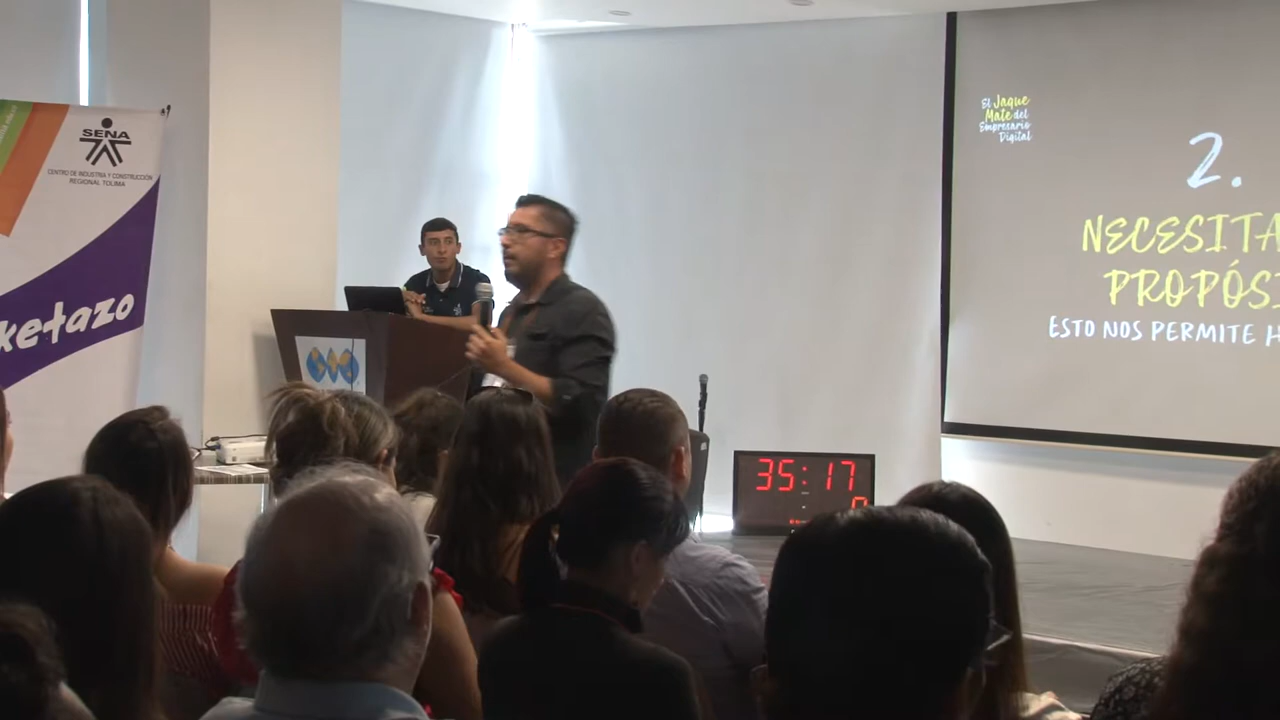 SENA
CENTRO DE INDUSTRIA Y CONSTRUCCIÓN
REGIONAL TOLIMA
ketazo
El Jaque
Mate del
Empresario
Digital
2.
NECESITA
PROPÓS
ESTO NOS PERMITE H
35:17